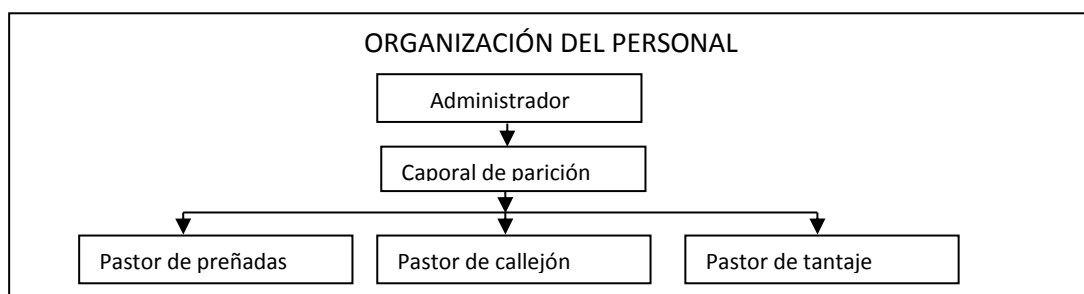 ORGANIZACIÓN DEL PERSONAL
Administrador
Caporal de parición
Pastor de preñadas
Pastor de callejón
Pastor de tantaje